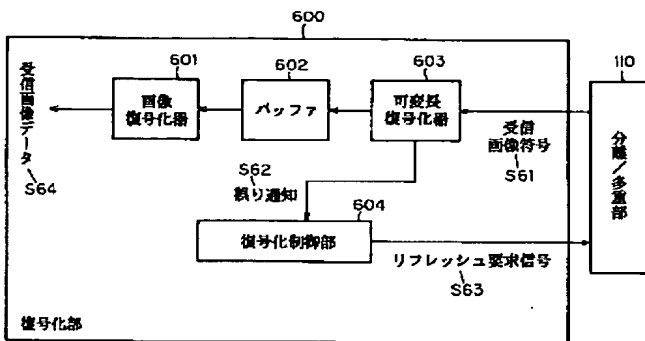 600
601
602
603
110
受信画像データ
S64
画像
復号化器
バッファ
可変長
復号化器
受信
画像符号
S61
分離/多重部
S62
誤り通知
604
復号化制御部
リフレッシュ要求信号
S63
復号化部